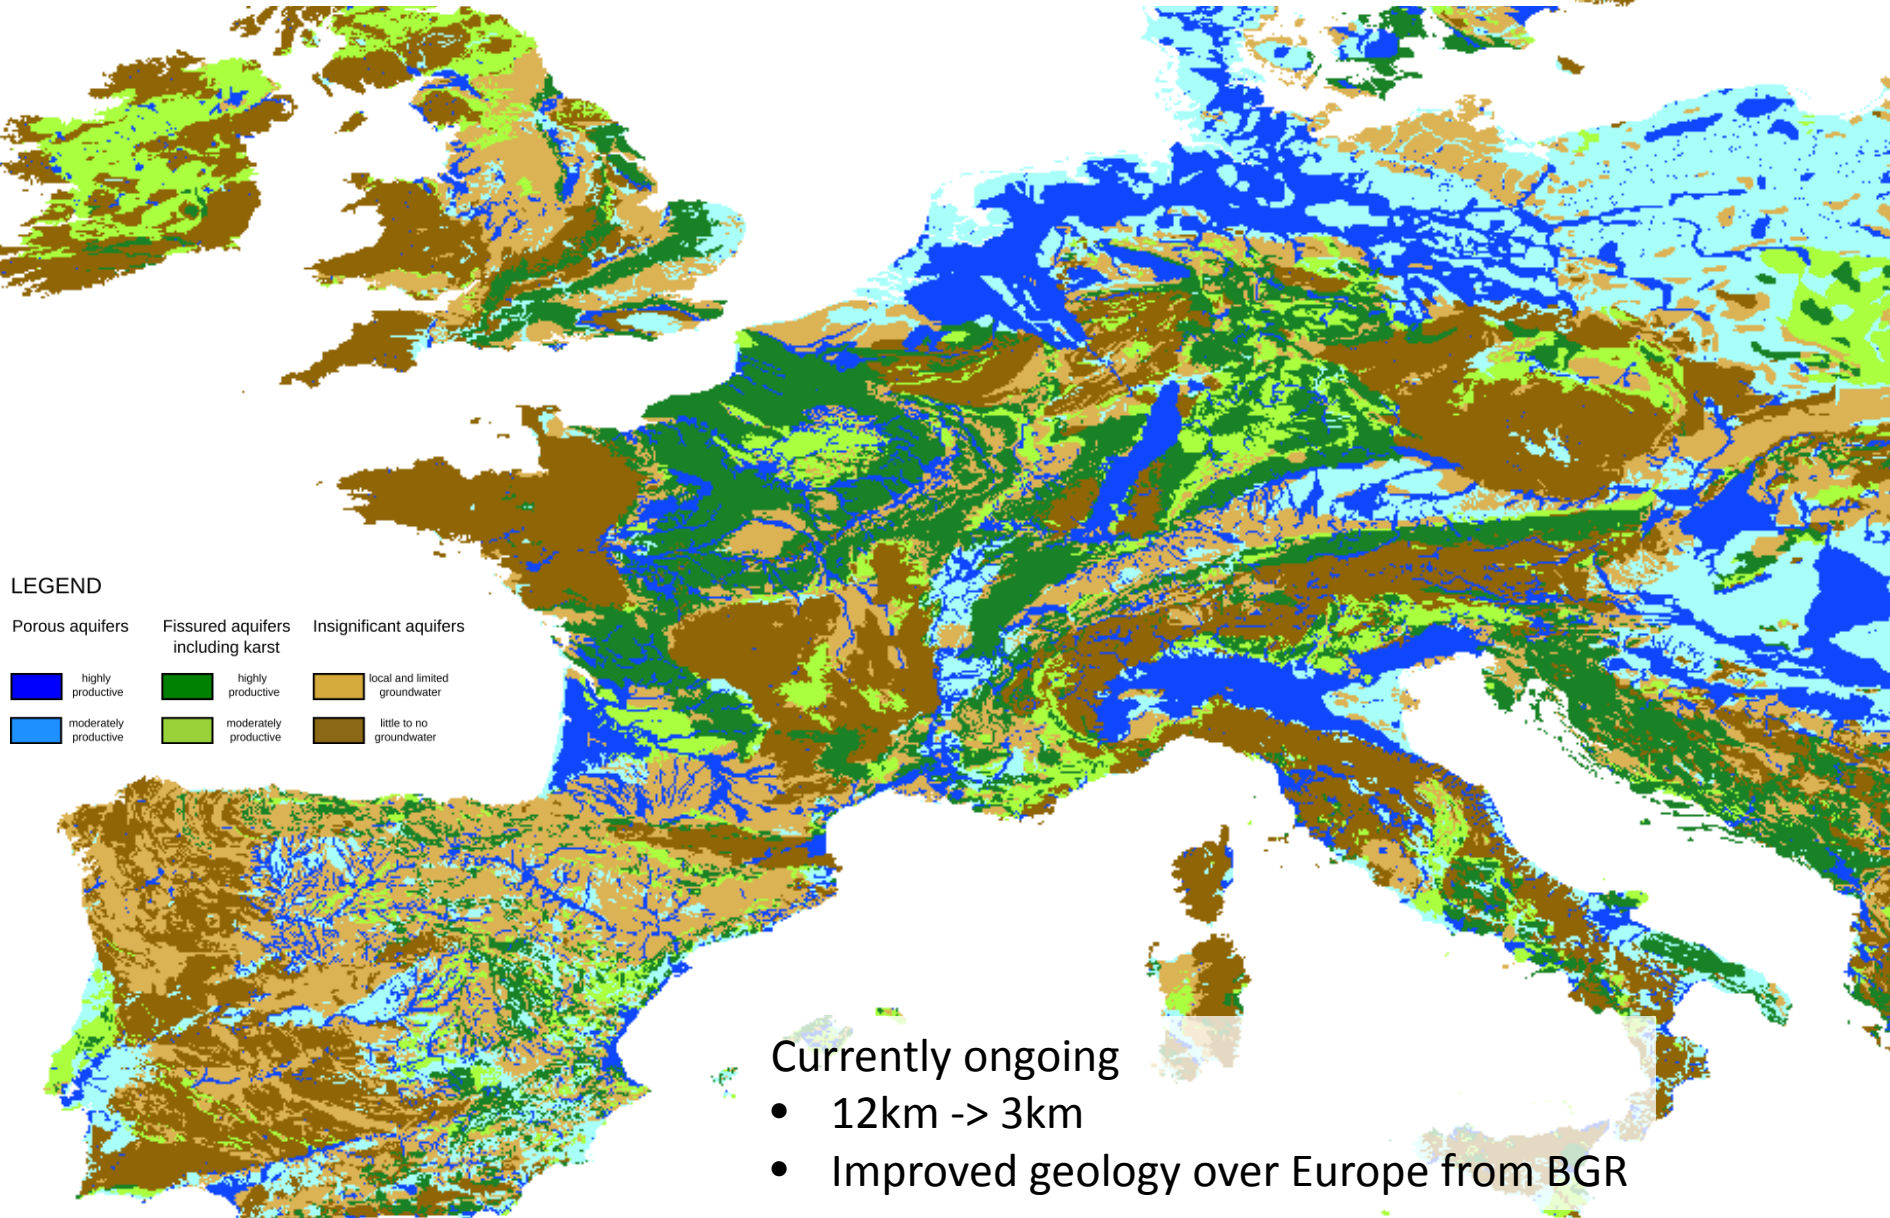 LEGEND
Porous aquifers
Fissured aquifers
including karst
Insignificant aquifers
highly
productive
highly
productive
local and limited
groundwater
moderately
productive
moderately
productive
little to no
groundwater
Currently ongoing
• 12km -> 3km
• Improved geology over Europe from BGR